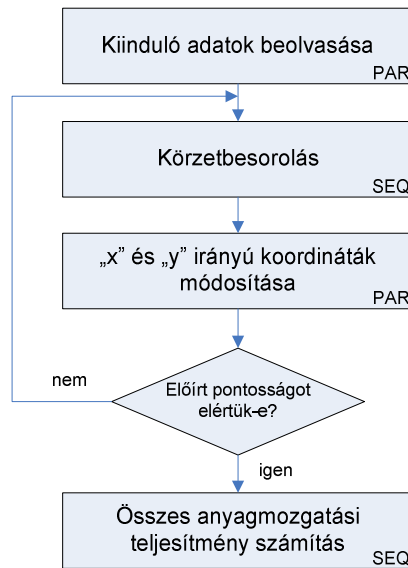 Kiinduló adatok beolvasása
PAR
Körzetbesorolás
SEQ
„x” és „y” irányú koordináták
módosítása
PAR
nem
Előírt pontosságot
elértük-e?
igen
Összes anyagmozgatási
teljesítmény számítás
SEQ